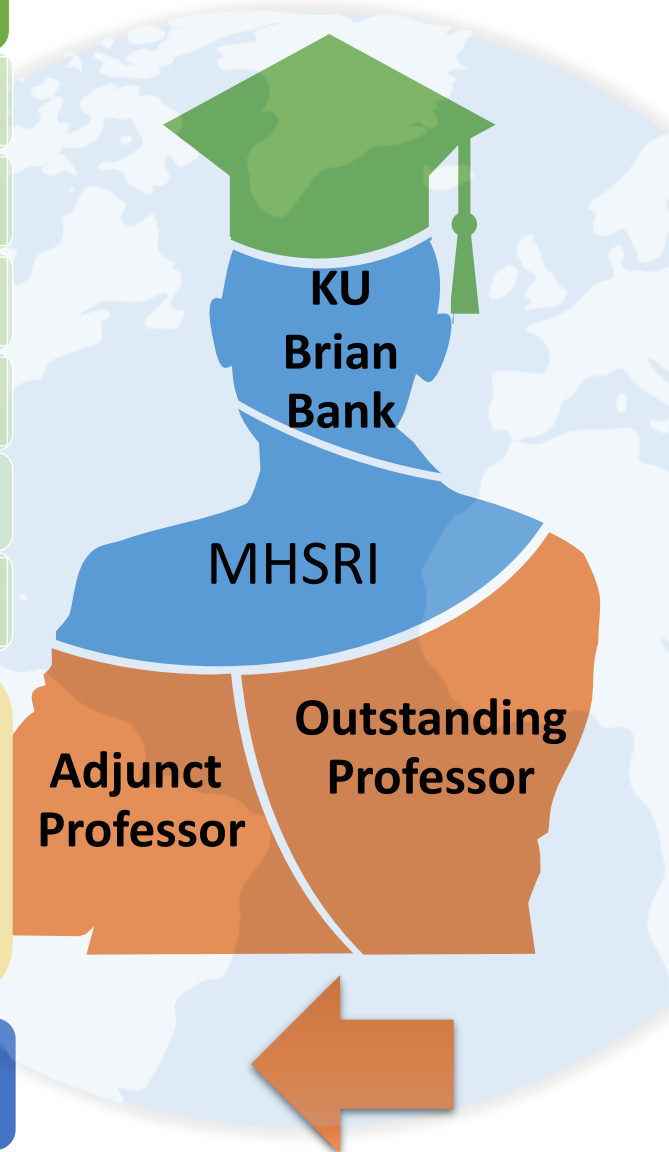 KU
Brian
Bank
MHSRI
Outstanding
Professor
Adjunct
Professor